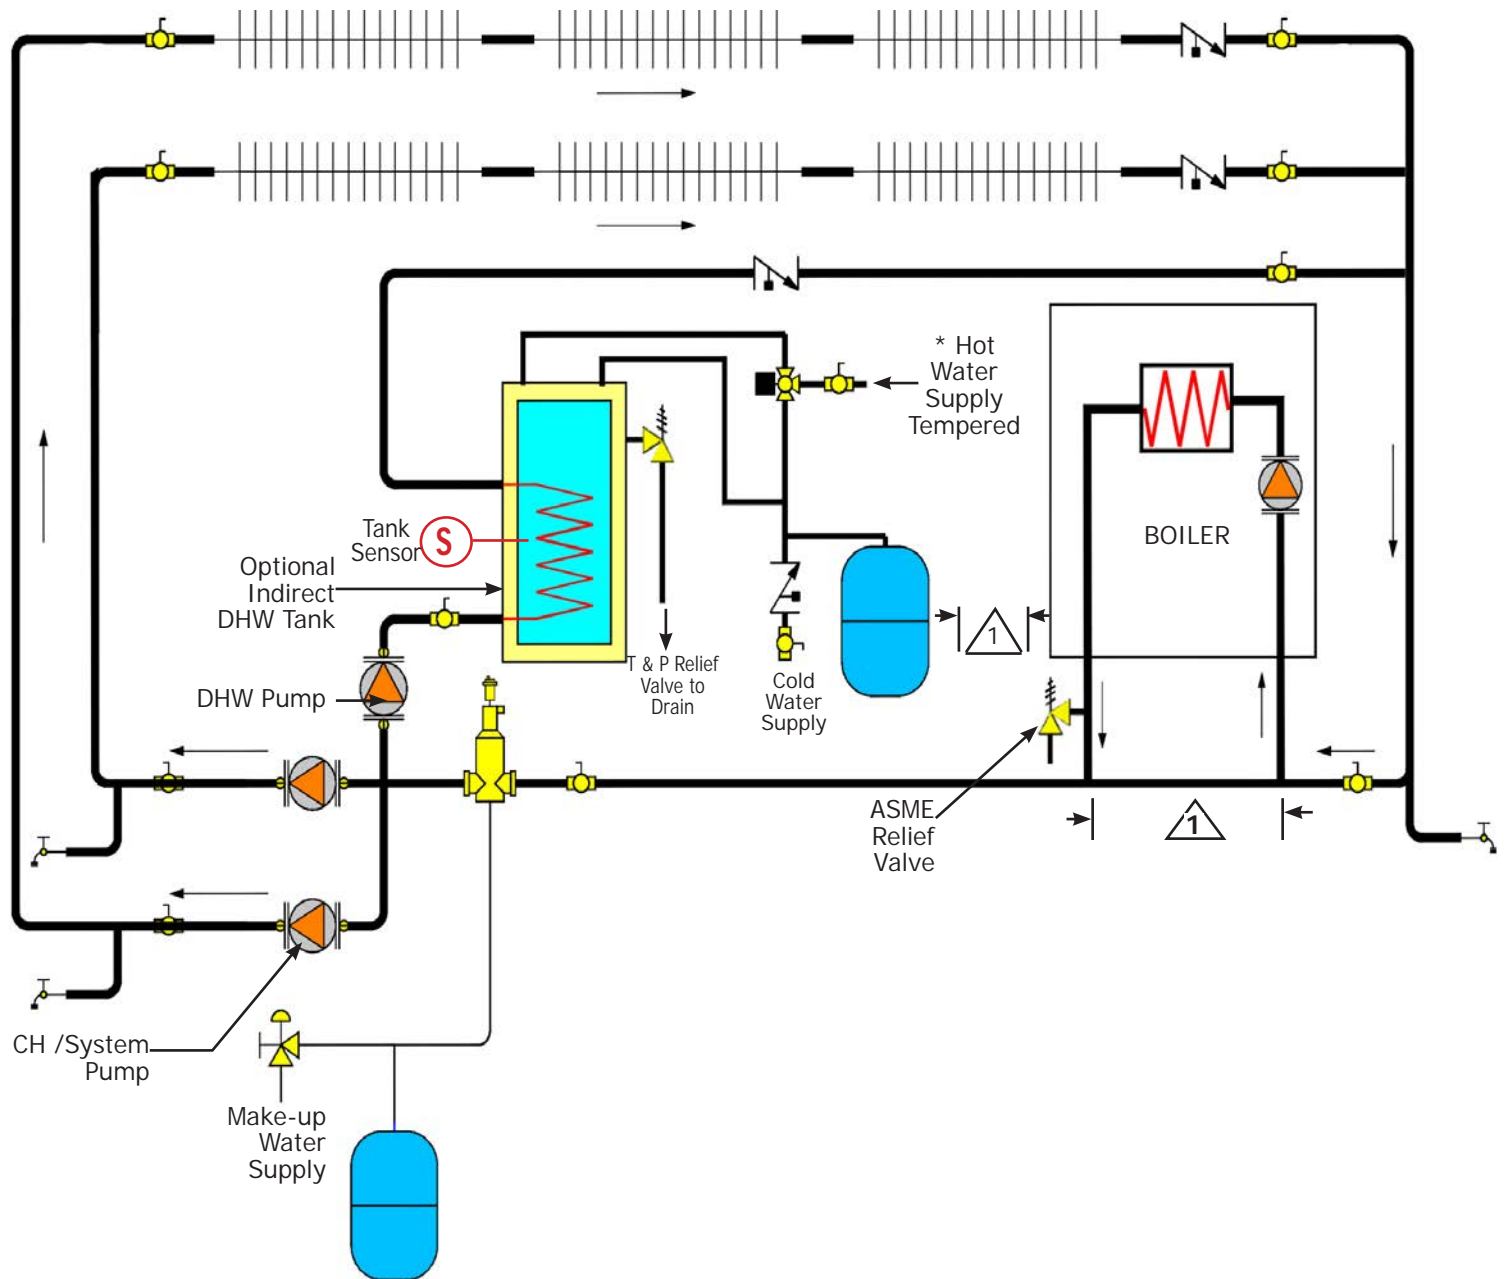 * Hot
Water
Supply
Tempered
BOILER
Tank
Sensor
S
Optional
Indirect
DHW Tank
1
T & P Relief
Valve to
Drain
Cold
Water
Supply
DHW Pump
ASME
Relief
Valve
1
CH /System
Pump
Make-up
Water
Supply